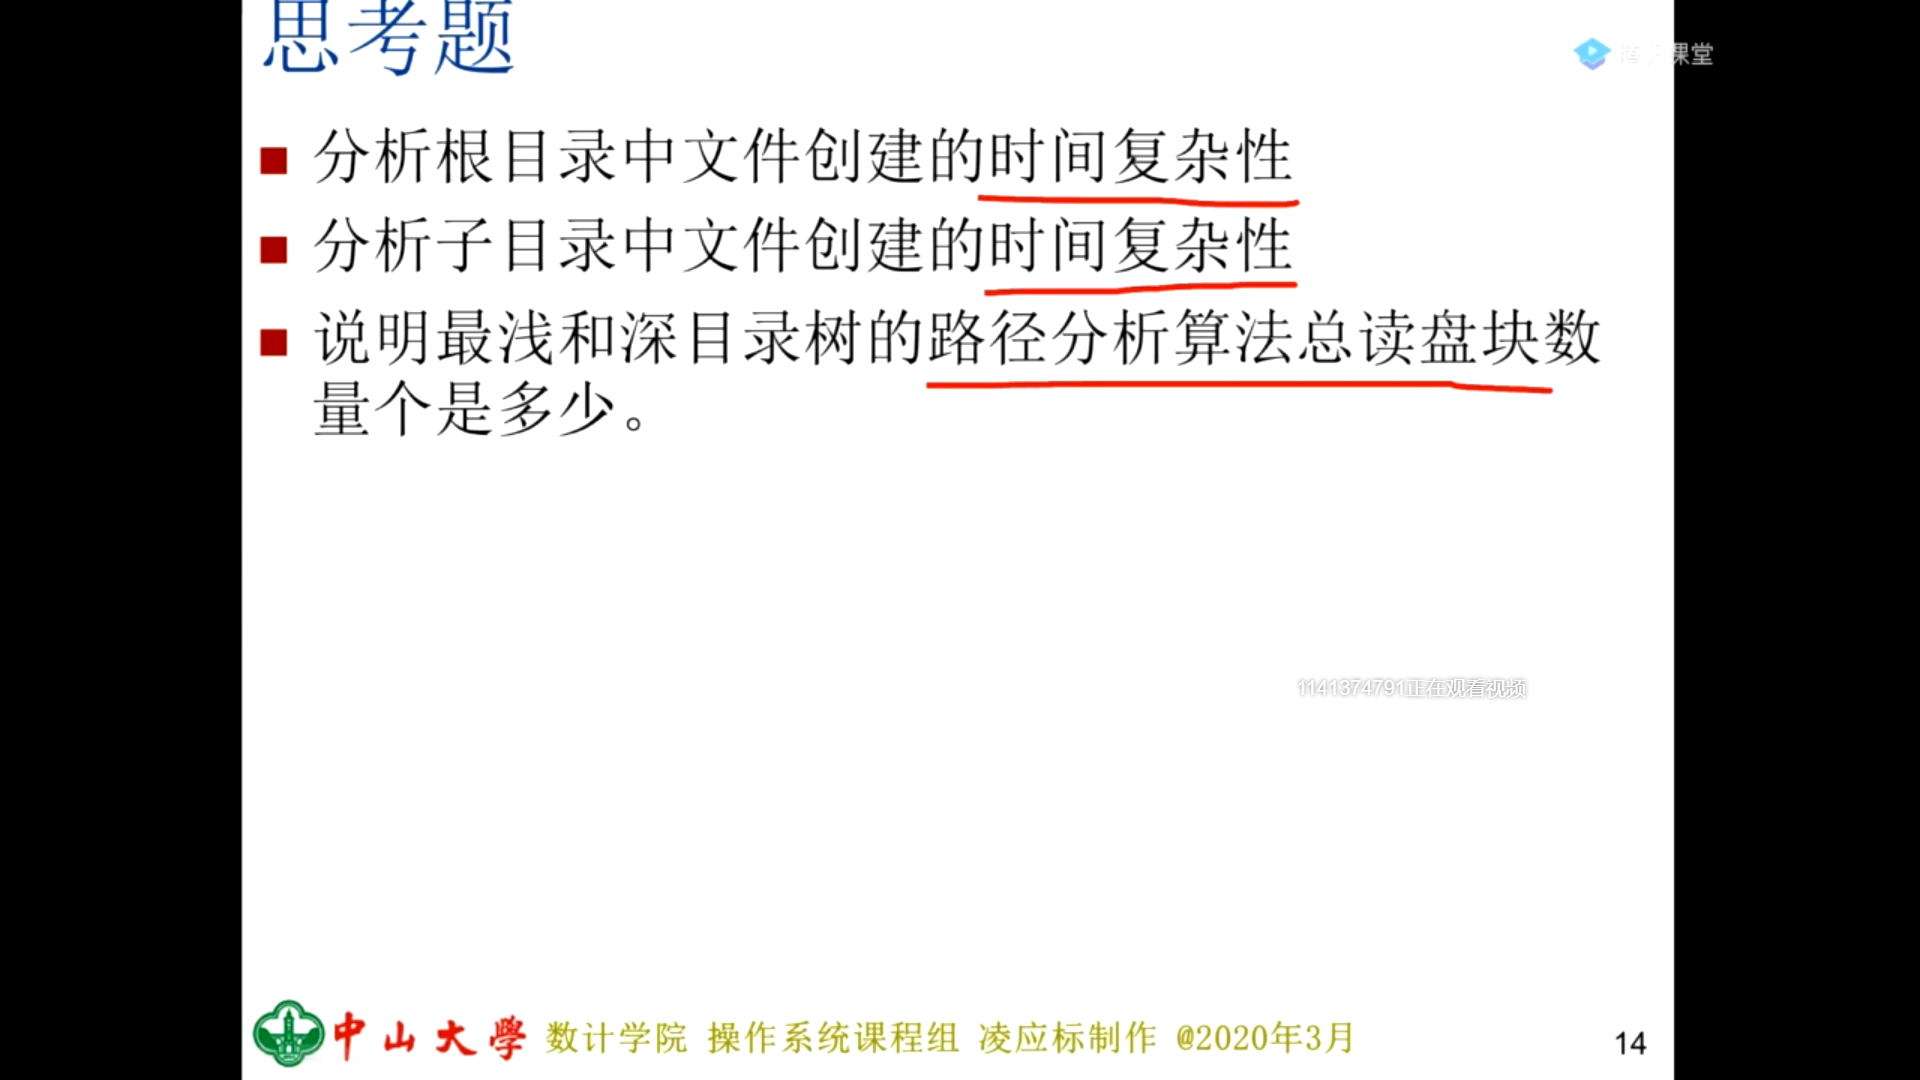 思考题
课堂
分析根目录中文件创建的时间复杂性
分析子目录中文件创建的时间复杂性
说明最浅和深目录树的路径分析算法总读盘块数
量个是多少。
1141374791正在观看视频
中山大学 数计学院 操作系统课程组 凌应标制作 @2020年3月
14